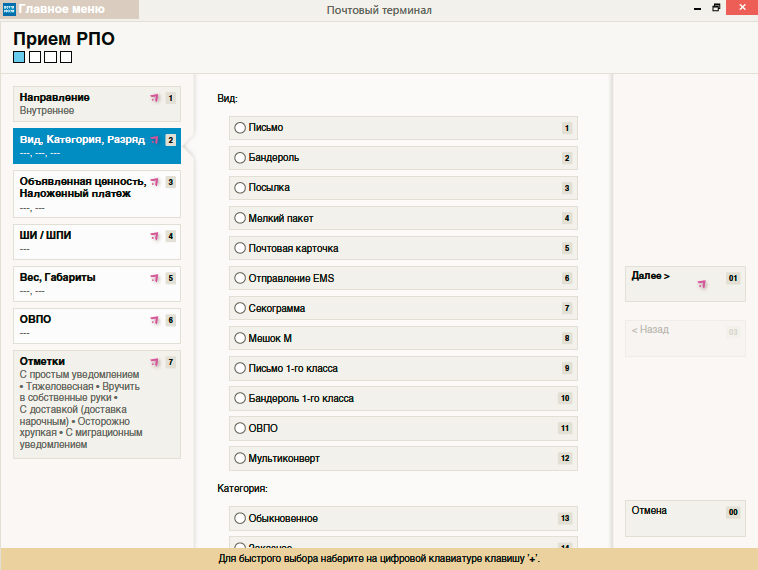 Главное меню
Почтовый терминал
Прием РПО
Направление 1
Внутреннее
Вид, Категория, Разряд 2
---, ---, ---
Объявленная ценность, 3
Наложенный платеж
---, ---
ШИ / ШПИ 4
---
Вес, Габариты 5
---, ---
ОВПО 6
---
Отметки 7
С простым уведомлением
• Тяжеловесная • Вручить
в собственные руки •
С доставкой (доставка
нарочным) • Осторожно
хрупкая • С миграционным
уведомлением
Вид:
Письмо 1
Бандероль 2
Посылка 3
Мелкий пакет 4
Почтовая карточка 5
Отправление EMS 6
Секограмма 7
Мешок М 8
Письмо 1-го класса 9
Бандероль 1-го класса 10
ОВПО 11
Мультиконверт 12
Категория:
Обыкновенное 13
Заказное 14
Далее > 01
< Назад 03
Отмена 00
Для быстрого выбора наберите на цифровой клавиатуре клавишу '+'.